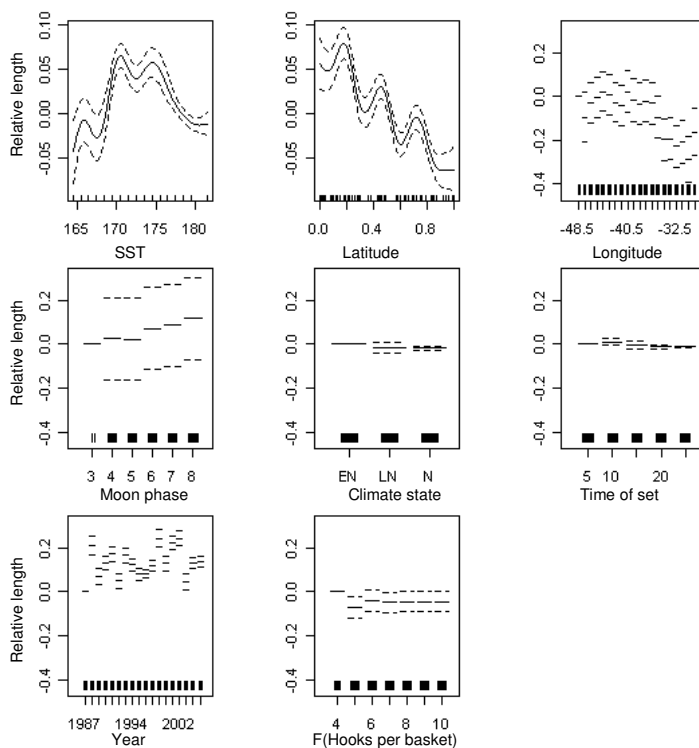 Relative length
0.10
0.05
0.00
-0.05
165 170 175 180
SST
0.10
0.05
0.00
-0.05
0.0 0.4 0.8
Latitude
0.2
0.0
-0.2
-0.4
-48.5 -40.5 -32.5
Longitude
Relative length
0.2
0.0
-0.2
-0.4
3 4 5 6 7 8
Moon phase
0.2
0.0
-0.2
-0.4
EN LN N
Climate state
0.2
0.0
-0.2
-0.4
5 10 20
Time of set
Relative length
0.2
0.0
-0.2
-0.4
1987 1994 2002
Year
0.2
0.0
-0.2
-0.4
4 6 8 10
F(Hooks per basket)